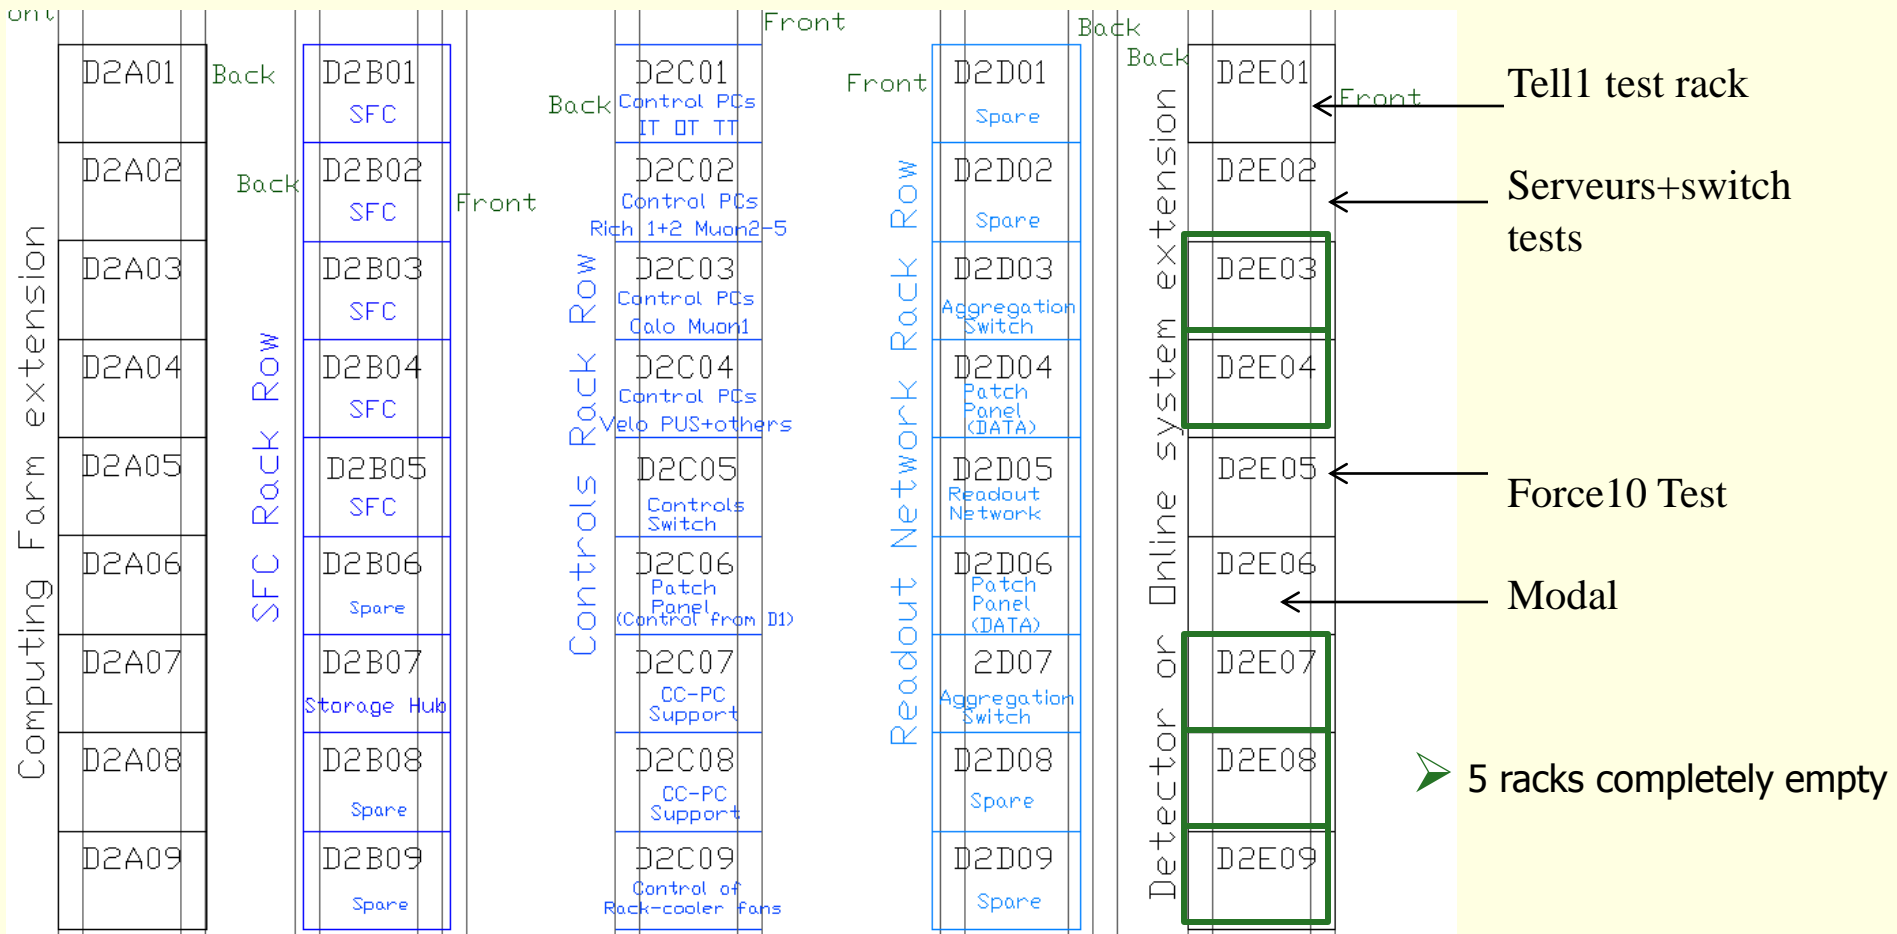 Front
Back
Back
Front
Back
Back
Front
Back
Front
Computing Farm extension
D2A01
D2A02
D2A03
D2A04
D2A05
D2A06
D2A07
D2A08
D2A09
SFC Rack Row
D2B01
SFC
D2B02
SFC
D2B03
SFC
D2B04
SFC
D2B05
SFC
D2B06
Spare
D2B07
Storage Hub
D2B08
Spare
D2B09
Spare
Controls Rack Row
D2C01
Control PCs
IT OT TT
D2C02
Control PCs
Rich 1+2 Muon2-5
D2C03
Control PCs
Calo Muon1
D2C04
Control PCs
Velo PUS+others
D2C05
Controls
Switch
D2C06
Patch
Panel
(Control from D1)
D2C07
CC-PC
Support
D2C08
CC-PC
Support
D2C09
Control of
Rack-cooler fans
Readout Network Rack Row
D2D01
Spare
D2D02
Spare
D2D03
Aggregation
Switch
D2D04
Patch
Panel
(DATA)
D2D05
Readout
Network
D2D06
Patch
Panel
(DATA)
2D07
Aggregation
Switch
D2D08
Spare
D2D09
Spare
Detector or Online system extension
D2E01
D2E02
D2E03
D2E04
D2E05
D2E06
D2E07
D2E08
D2E09
Front
Tell1 test rack
Serveurs+switch
tests
Force10 Test
Modal
5 racks completely empty